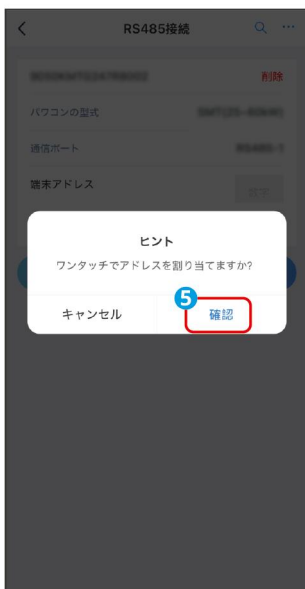 RS485接続
削除
パワコンの型式
通信ポート
端末アドレス
ヒント
ワンタッチでアドレスを割り当てますか?
5
キャンセル
確認